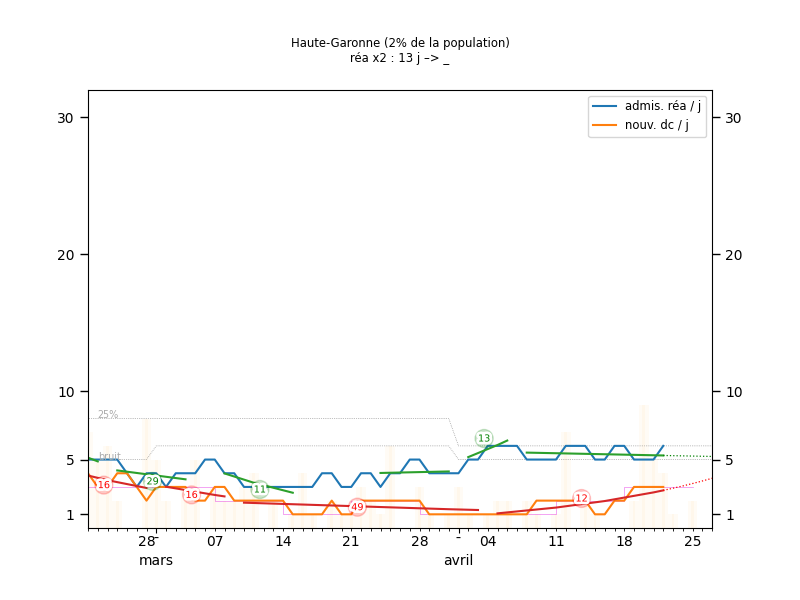 Haute-Garonne (2% de la population)
réa x2 : 13 j –> _
admis. réa / j
nouv. dc / j
30
30
20
20
10
10
25%
13
bruit
5
5
16
29
16
11
49
12
1
1
28 07 14 21 28 04 11 18 25
mars avril